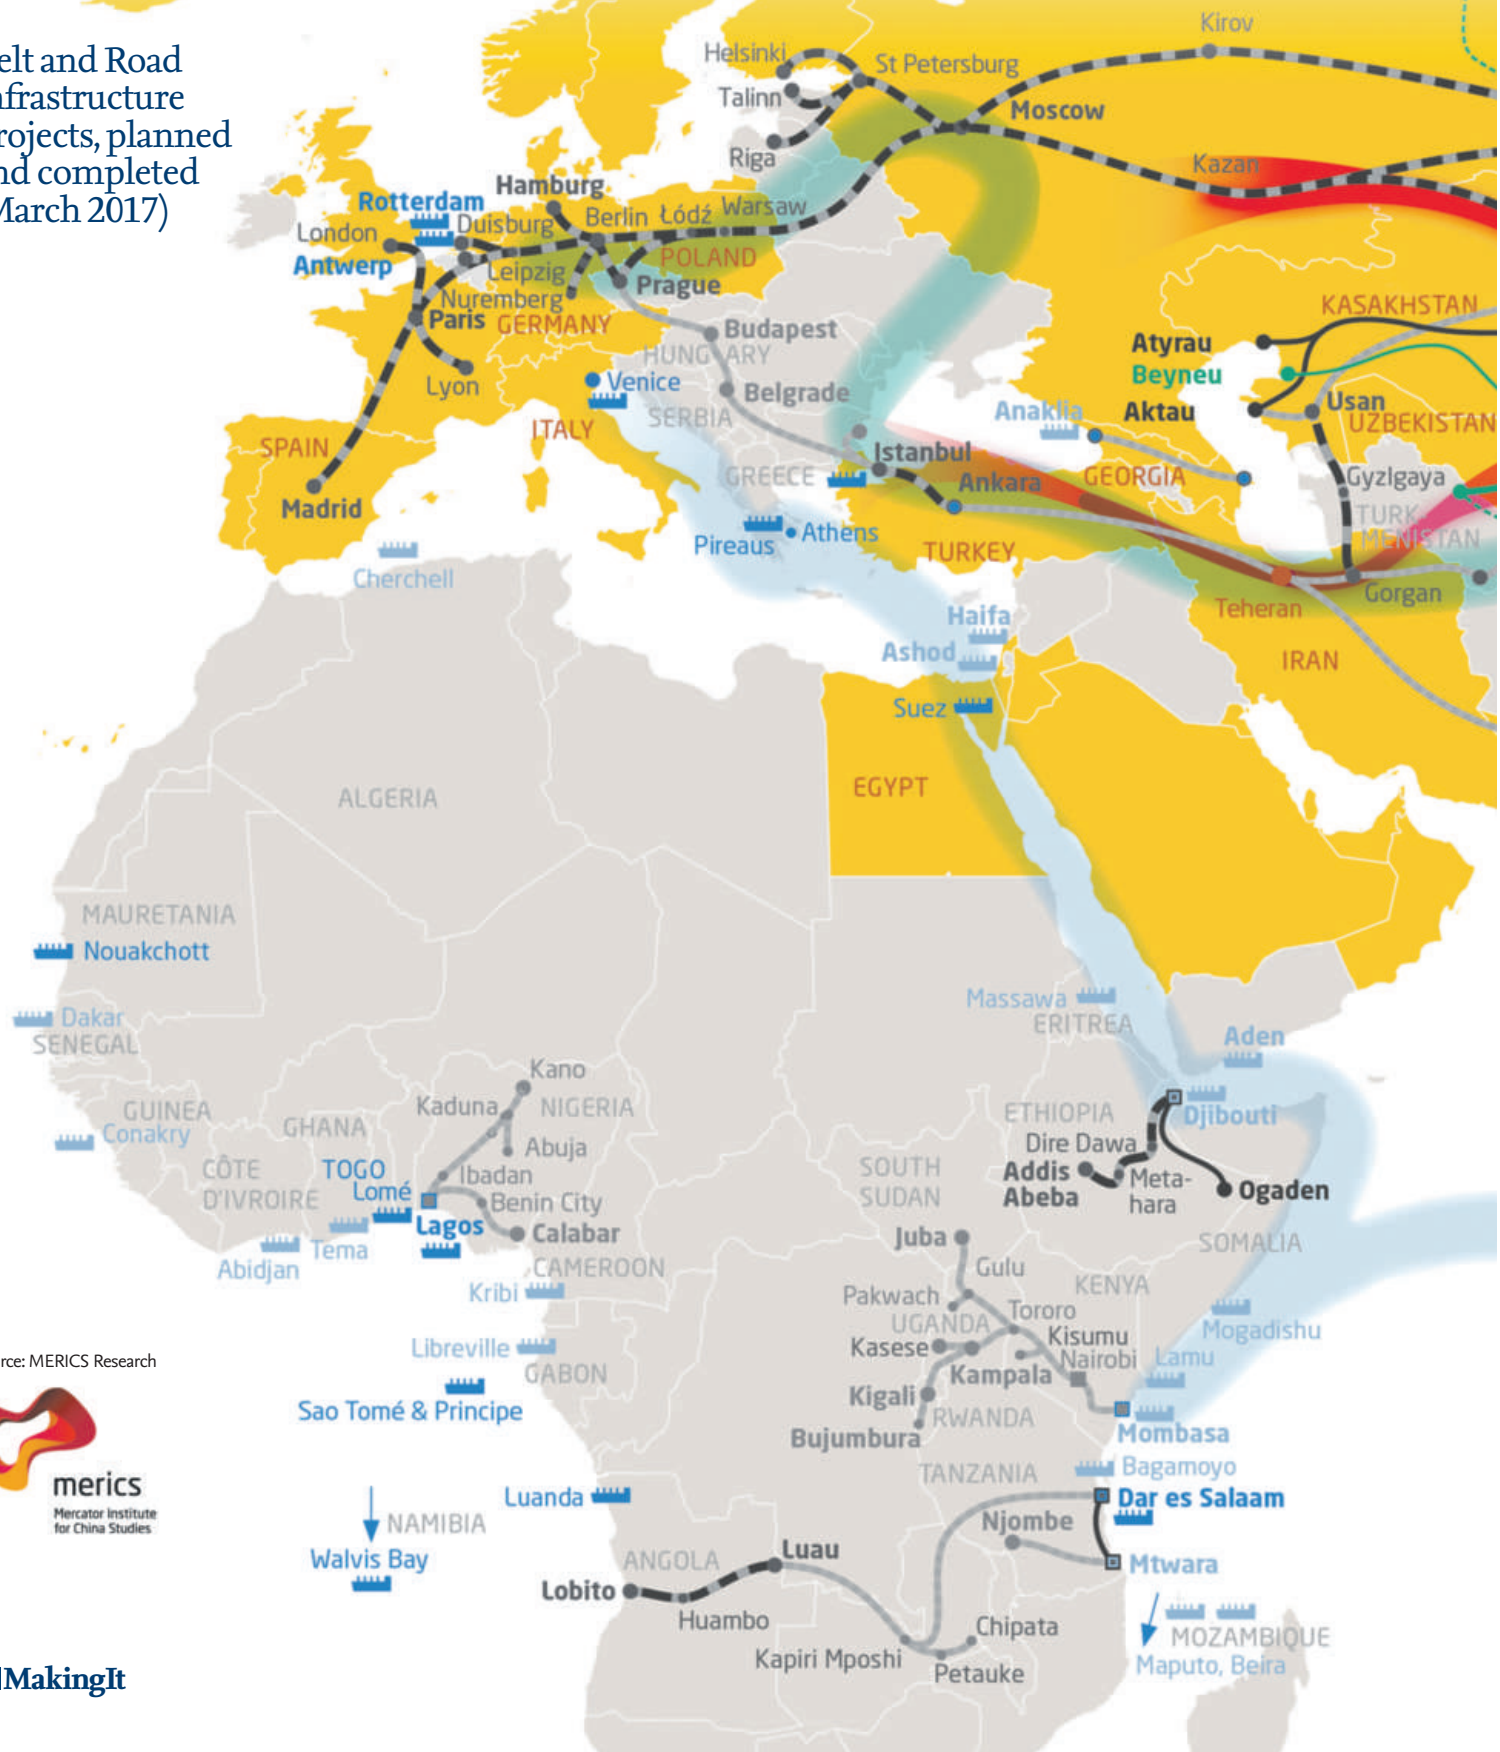 elt and Road
nfrastructure
rojects, planned
nd completed
March 2017)
Kirov
Helsinki
St Petersburg
Talinn
Moscow
Riga
Kazan
Hamburg
Rotterdam
Duisburg
Berlin
Łódź
Warsaw
London
Antwerp
POLAND
Leipzig
Prague
Nuremberg
Paris
GERMANY
KASAKHSTAN
Budapest
Atyrau
HUNGARY
Beyneu
Lyon
Venice
Belgrade
Usan
Anaklia
Aktau
SERBIA
UZBEKISTAN
ITALY
SPAIN
Istanbul
GREECE
GEORGIA
Gyzlgaya
Ankara
Madrid
TURK
MENISTAN
Pireaus
Athens
TURKEY
Cherchell
Gorgan
Teheran
Haifa
Ashod
IRAN
Suez
EGYPT
ALGERIA
MAURETANIA
Nouakchott
Massawa
Dakar
ERITREA
SENEGAL
Aden
Kano
Kaduna
NIGERIA
GUINEA
ETHIOPIA
Djibouti
Conakry
GHANA
Dire Dawa
Abuja
CÔTE
D'IVROIRE
TOGO
Ibadan
SOUTH
SUDAN
Addis
Abeba
Meta-
hara
Lomé
Ogaden
Benin City
Lagos
Calabar
Juba
Tema
SOMALIA
Abidjan
CAMEROON
Gulu
KENYA
Kribi
Pakwach
Tororo
UGANDA
Mogadishu
Kisumu
Libreville
Kasese
Nairobi
Lamu
rce: MERICS Research
GABON
Kampala
Kigali
Sao Tomé & Principe
RWANDA
Mombasa
Bujumbura
Bagamoyo
TANZANIA
merics
Mercator Institute
for China Studies
Luanda
Dar es Salaam
NAMIBIA
Njombe
Walvis Bay
ANGOLA
Luau
Mtwara
Lobito
Huambo
Chipata
MOZAMBIQUE
Kapiri Mposhi
Maputo, Beira
Petauke
MakingIt